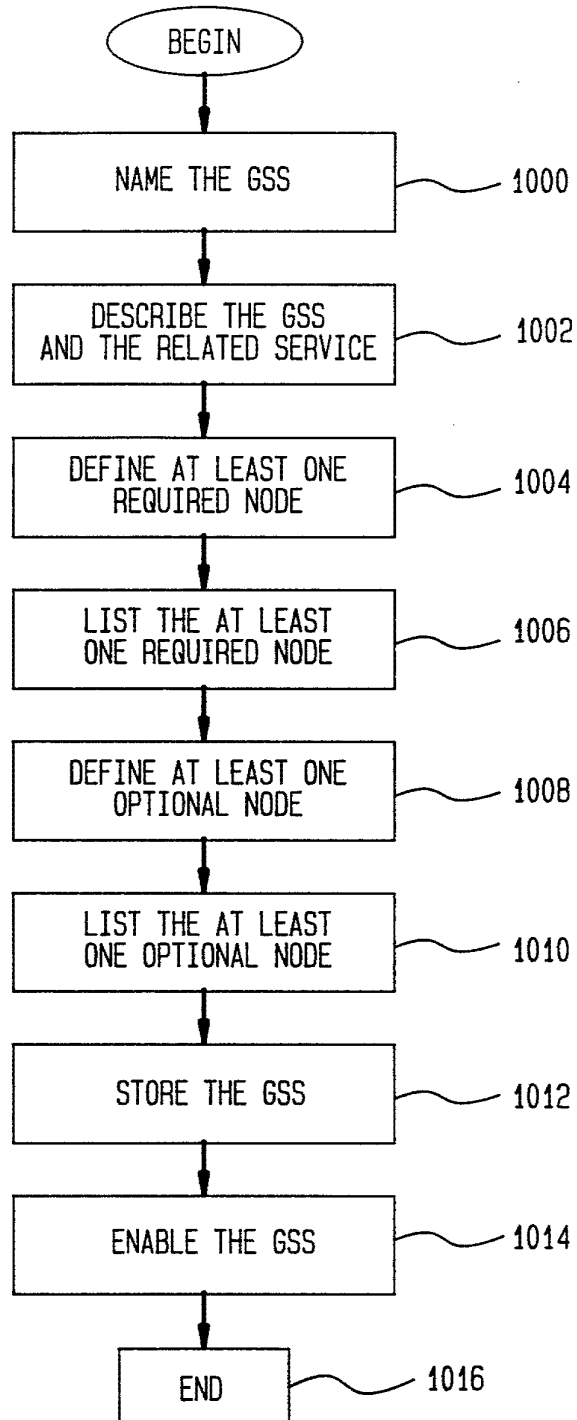 BEGIN
NAME THE GSS
1000
DESCRIBE THE GSS
AND THE RELATED SERVICE
1002
DEFINE AT LEAST ONE
REQUIRED NODE
1004
LIST THE AT LEAST
ONE REQUIRED NODE
1006
DEFINE AT LEAST ONE
OPTIONAL NODE
1008
LIST THE AT LEAST
ONE OPTIONAL NODE
1010
STORE THE GSS
1012
ENABLE THE GSS
1014
END
1016